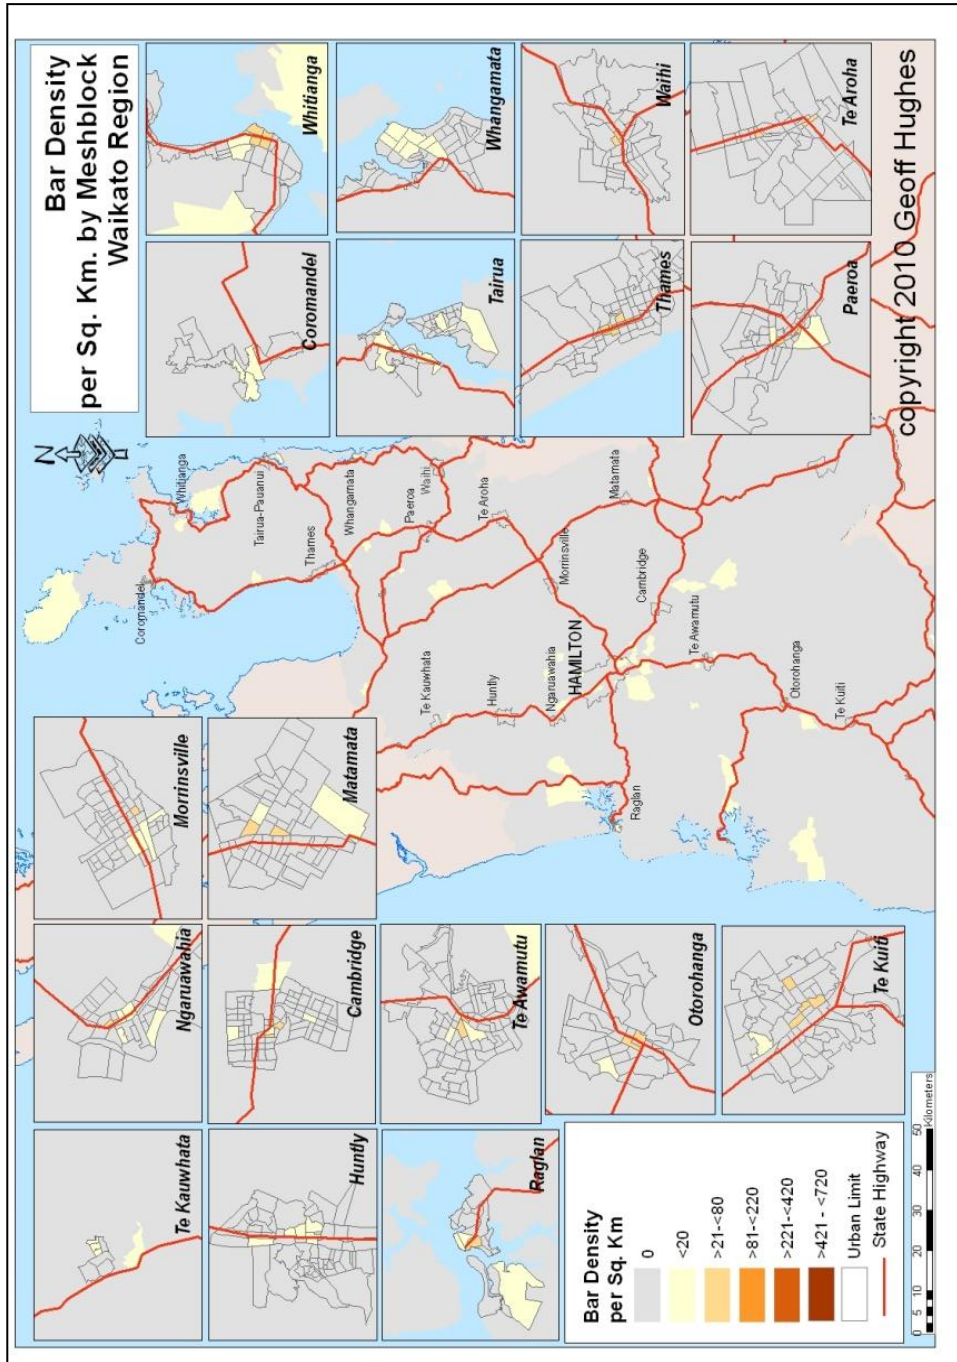 Bar Density
per Sq. Km. by Meshblock
Waikato Region
N
Te Kauwhata
Ngaruawahia
Morrinsville
Coromandel
Whitianga
Huntly
Cambridge
Matamata
Tairua
Whangamata
Raglan
Te Awamutu
Thames
Waihi
Otorohanga
Paeroa
Te Aroha
Te Kuiti
Coromandel
Whitianga
Tairua-Pauanui
Thames
Whangamata
Paeroa
Waihi
Te Kauwhata
Te Aroha
Huntly
Ngaruawahia
Morrinsville
Matamata
HAMILTON
Cambridge
Raglan
Te Awamutu
Otorohanga
Te Kuiti
Bar Density
per Sq. Km
0
<20
>21-<80
>81-<220
>221-<420
>421 - <720
Urban Limit
State Highway
0 5 10 20 30 40 50
Kilometers
copyright 2010 Geoff Hughes